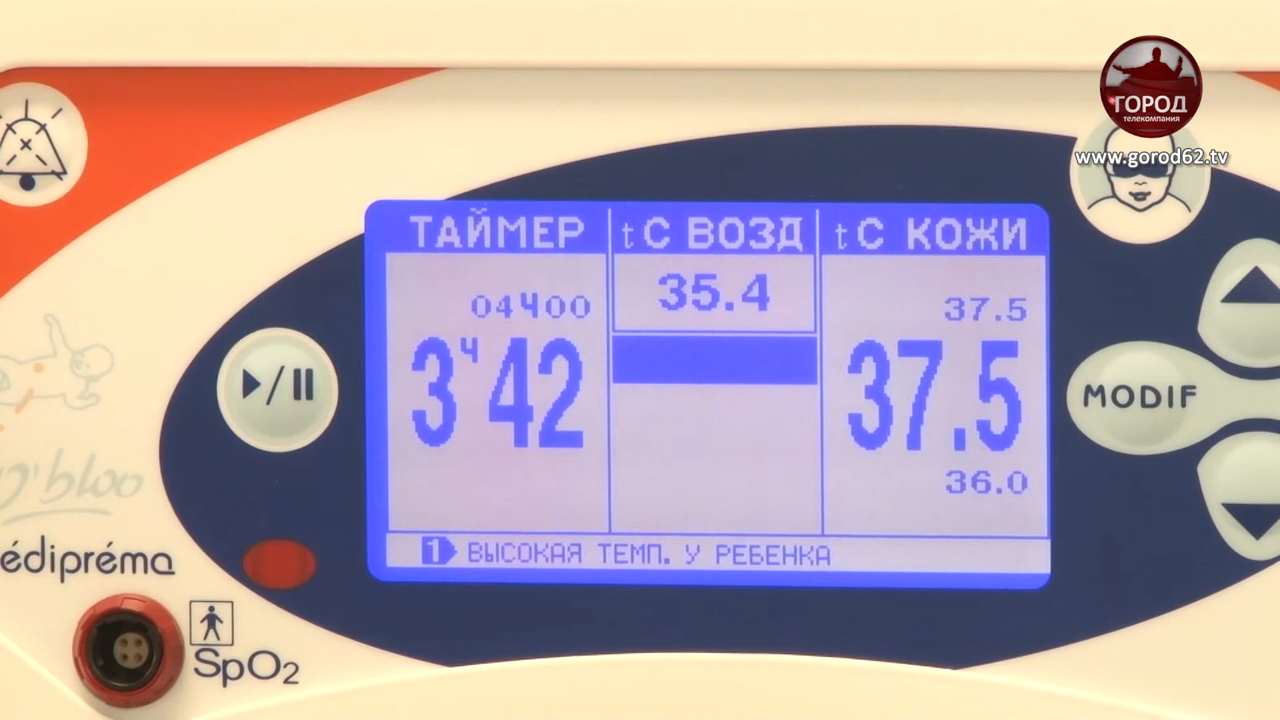 ГОРОД
телекомпания
www.gorod62.tv
ТАЙМЕР
tC ВОЗД
tC КОЖИ
04Ч00
3Ч42
35.4
37.5
37.5
36.0
MODIF
1 ВЫСОКАЯ ТЕМП. У РЕБЕНКА
bloo
édipréma
SpO2